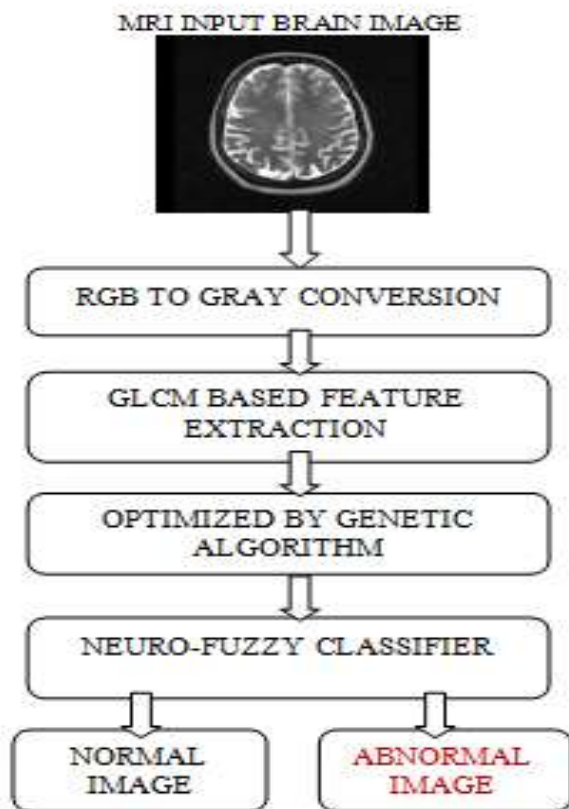 MRI INPUT BRAIN IMAGE
RGB TO GRAY CONVERSION
GLCM BASED FEATURE
EXTRACTION
OPTIMIZED BY GENETIC
ALGORITHM
NEURO-FUZZY CLASSIFIER
NORMAL
IMAGE
ABNORMAL
IMAGE